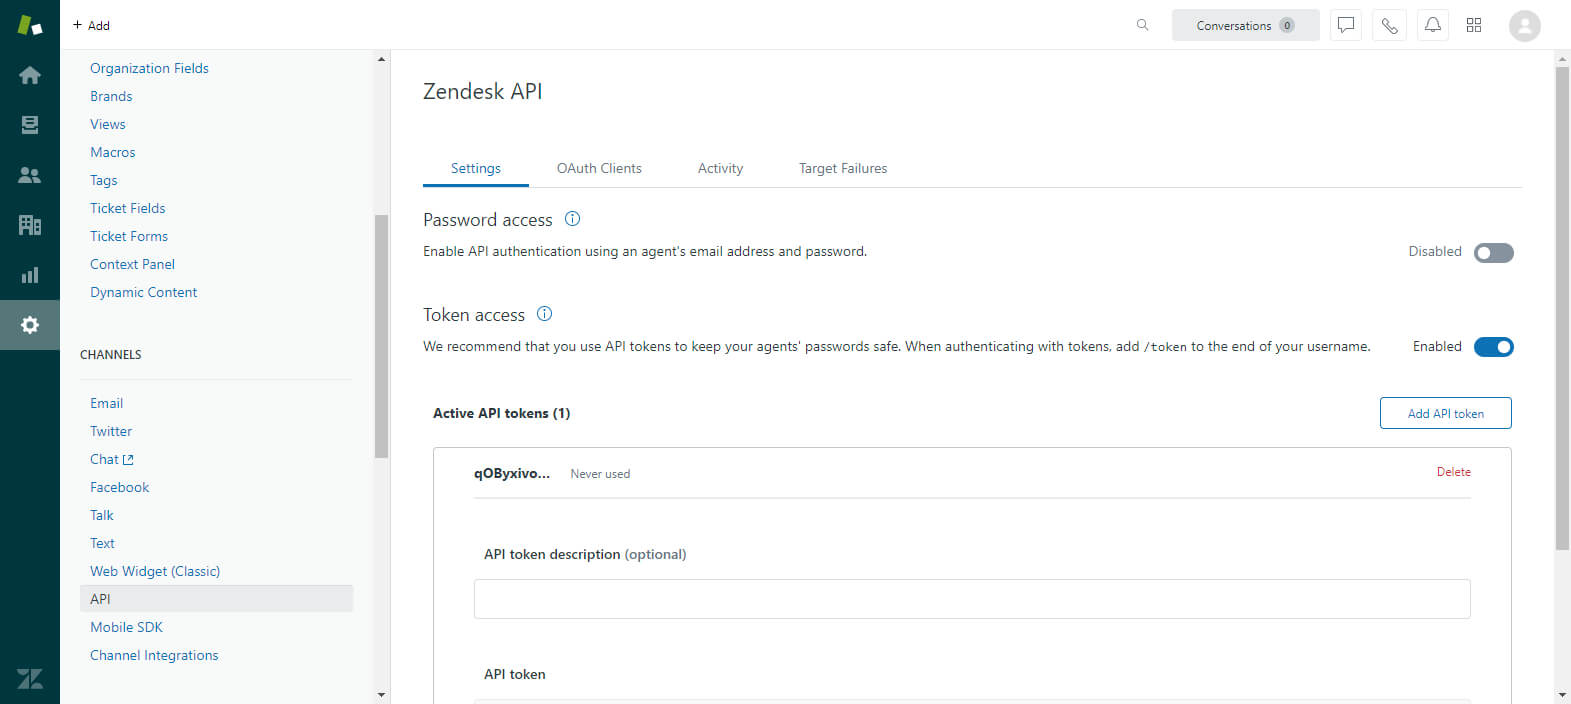 + Add
Conversations 0
Organization Fields
Brands
Views
Macros
Tags
Ticket Fields
Ticket Forms
Context Panel
Dynamic Content
CHANNELS
Email
Twitter
Chat
Facebook
Talk
Text
Web Widget (Classic)
API
Mobile SDK
Channel Integrations
Zendesk API
Settings OAuth Clients Activity Target Failures
Password access
Enable API authentication using an agent's email address and password. Disabled
Token access
We recommend that you use API tokens to keep your agents' passwords safe. When authenticating with tokens, add /token to the end of your username. Enabled
Active API tokens (1) Add API token
qOByxivo... Never used Delete
API token description (optional)
API token